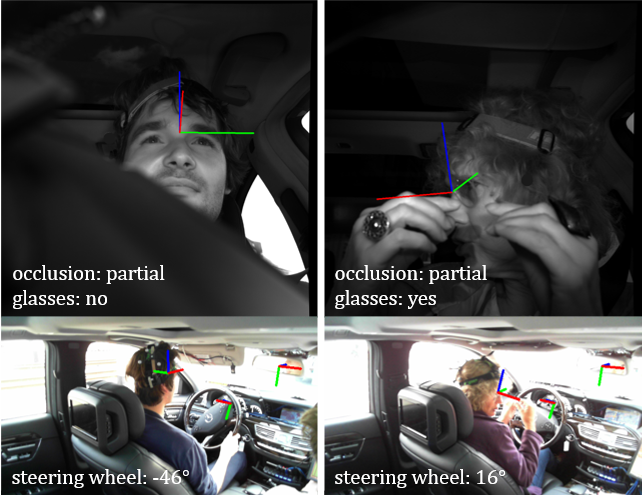 occlusion: partial
glasses: no
occlusion: partial
glasses: yes
steering wheel: -46°
steering wheel: 16°